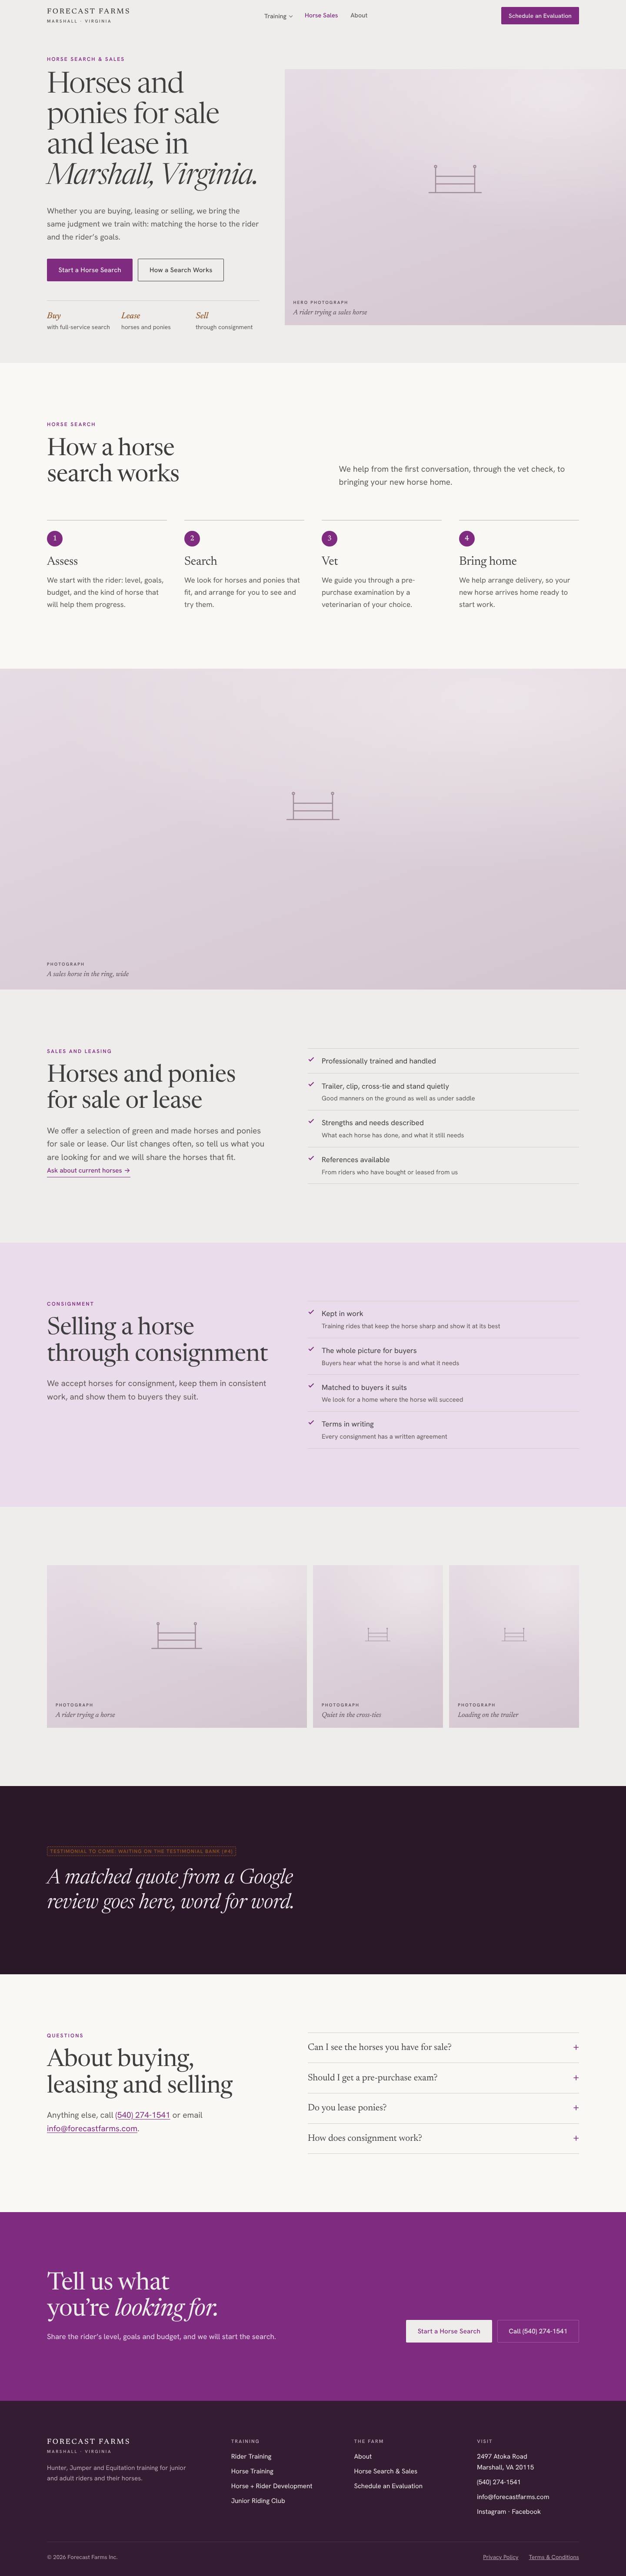 FORECAST FARMS
MARSHALL · VIRGINIA
Training
Horse Sales
About
Schedule an Evaluation
HORSE SEARCH & SALES
Horses and
ponies for sale
and lease in
Marshall, Virginia.
Whether you are buying, leasing or selling, we bring the
same judgment we train with: matching the horse to the rider
and the rider's goals.
Start a Horse Search
How a Search Works
Buy
with full-service search
Lease
horses and ponies
Sell
through consignment
HERO PHOTOGRAPH
A rider trying a sales horse
HORSE SEARCH
How a horse
search works
We help from the first conversation, through the vet check, to
bringing your new horse home.
1
Assess
We start with the rider: level, goals,
budget, and the kind of horse that
will help them progress.
2
Search
We look for horses and ponies that
fit, and arrange for you to see and
try them.
3
Vet
We guide you through a pre-
purchase examination by a
veterinarian of your choice.
4
Bring home
We help arrange delivery, so your
new horse arrives home ready to
start work.
PHOTOGRAPH
A sales horse in the ring, wide
SALES AND LEASING
Horses and ponies
for sale or lease
We offer a selection of green and made horses and ponies
for sale or lease. Our list changes often, so tell us what you
are looking for and we will share the horses that fit.
Ask about current horses →
Professionally trained and handled
Trailer, clip, cross-tie and stand quietly
Good manners on the ground as well as under saddle
Strengths and needs described
What each horse has done, and what it still needs
References available
From riders who have bought or leased from us
CONSIGNMENT
Selling a horse
through consignment
We accept horses for consignment, keep them in consistent
work, and show them to buyers they suit.
Kept in work
Training rides that keep the horse sharp and show it at its best
The whole picture for buyers
Buyers hear what the horse is and what it needs
Matched to buyers it suits
We look for a home where the horse will succeed
Terms in writing
Every consignment has a written agreement
PHOTOGRAPH
A rider trying a horse
PHOTOGRAPH
Quiet in the cross-ties
PHOTOGRAPH
Loading on the trailer
TESTIMONIAL TO COME: WAITING ON THE TESTIMONIAL BANK (#9)
A matched quote from a Google
review goes here, word for word.
QUESTIONS
About buying,
leasing and selling
Anything else, call (540) 274-1541 or email
info@forecastfarms.com.
Can I see the horses you have for sale? +
Should I get a pre-purchase exam? +
Do you lease ponies? +
How does consignment work? +
Tell us what
you're looking for.
Share the rider's level, goals and budget, and we will start the search.
Start a Horse Search
Call (540) 274-1541
FORECAST FARMS
MARSHALL · VIRGINIA
Hunter, Jumper and Equitation training for junior
and adult riders and their horses.
TRAINING
Rider Training
Horse Training
Horse + Rider Development
Junior Riding Club
THE FARM
About
Horse Search & Sales
Schedule an Evaluation
VISIT
2497 Atoka Road
Marshall, VA 20115
(540) 274-1541
info@forecastfarms.com
Instagram · Facebook
© 2026 Forecast Farms Inc.
Privacy Policy
Terms & Conditions